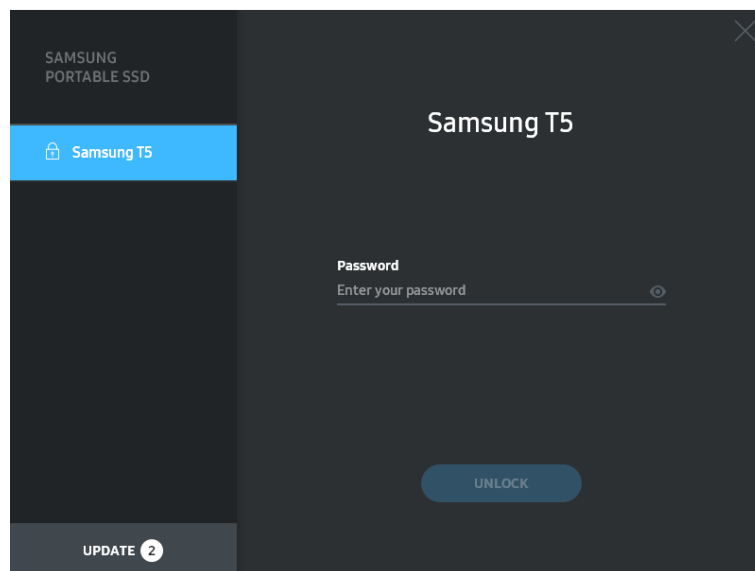 SAMSUNG
PORTABLE SSD
Samsung T5
Samsung T5
Password
Enter your password
UNLOCK
UPDATE 2